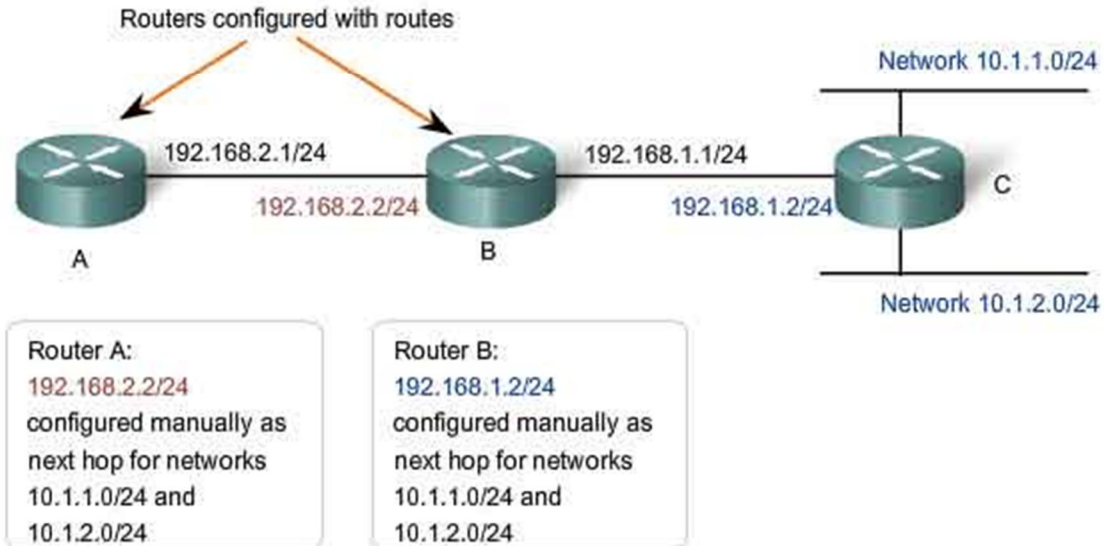 Routers configured with routes
Network 10.1.1.0/24
192.168.2.1/24
192.168.1.1/24
C
192.168.2.2/24
192.168.1.2/24
A
B
Network 10.1.2.0/24
Router A:
192.168.2.2/24
configured manually as
next hop for networks
10.1.1.0/24 and
10.1.2.0/24
Router B:
192.168.1.2/24
configured manually as
next hop for networks
10.1.1.0/24 and
10.1.2.0/24